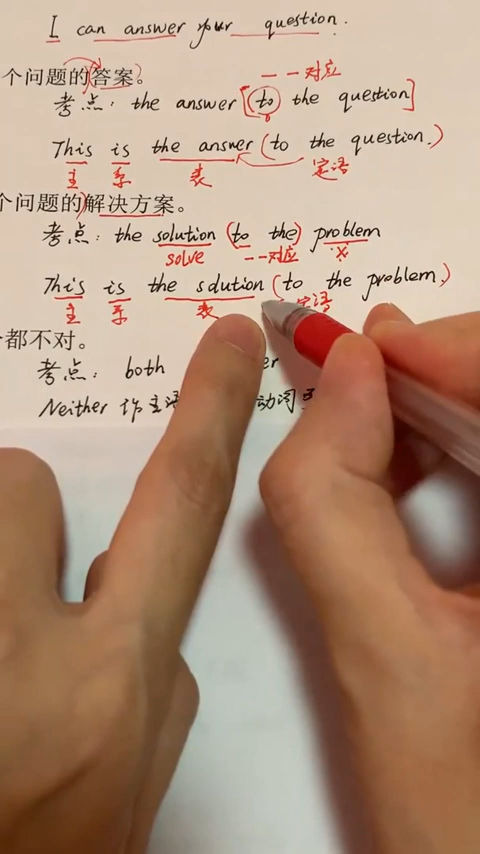 I can answer your question.
个问题的答案。
一一对应
考点: the answer [to the question]
This is the answer (to the question.)
主 系 表 定语
个问题的解决方案。
考点: the solution (to the) problem
solve 一一对应
This is the solution (to the problem.)
主 系 表 定语
都不对。
考点: both
Neither 作主语 动词